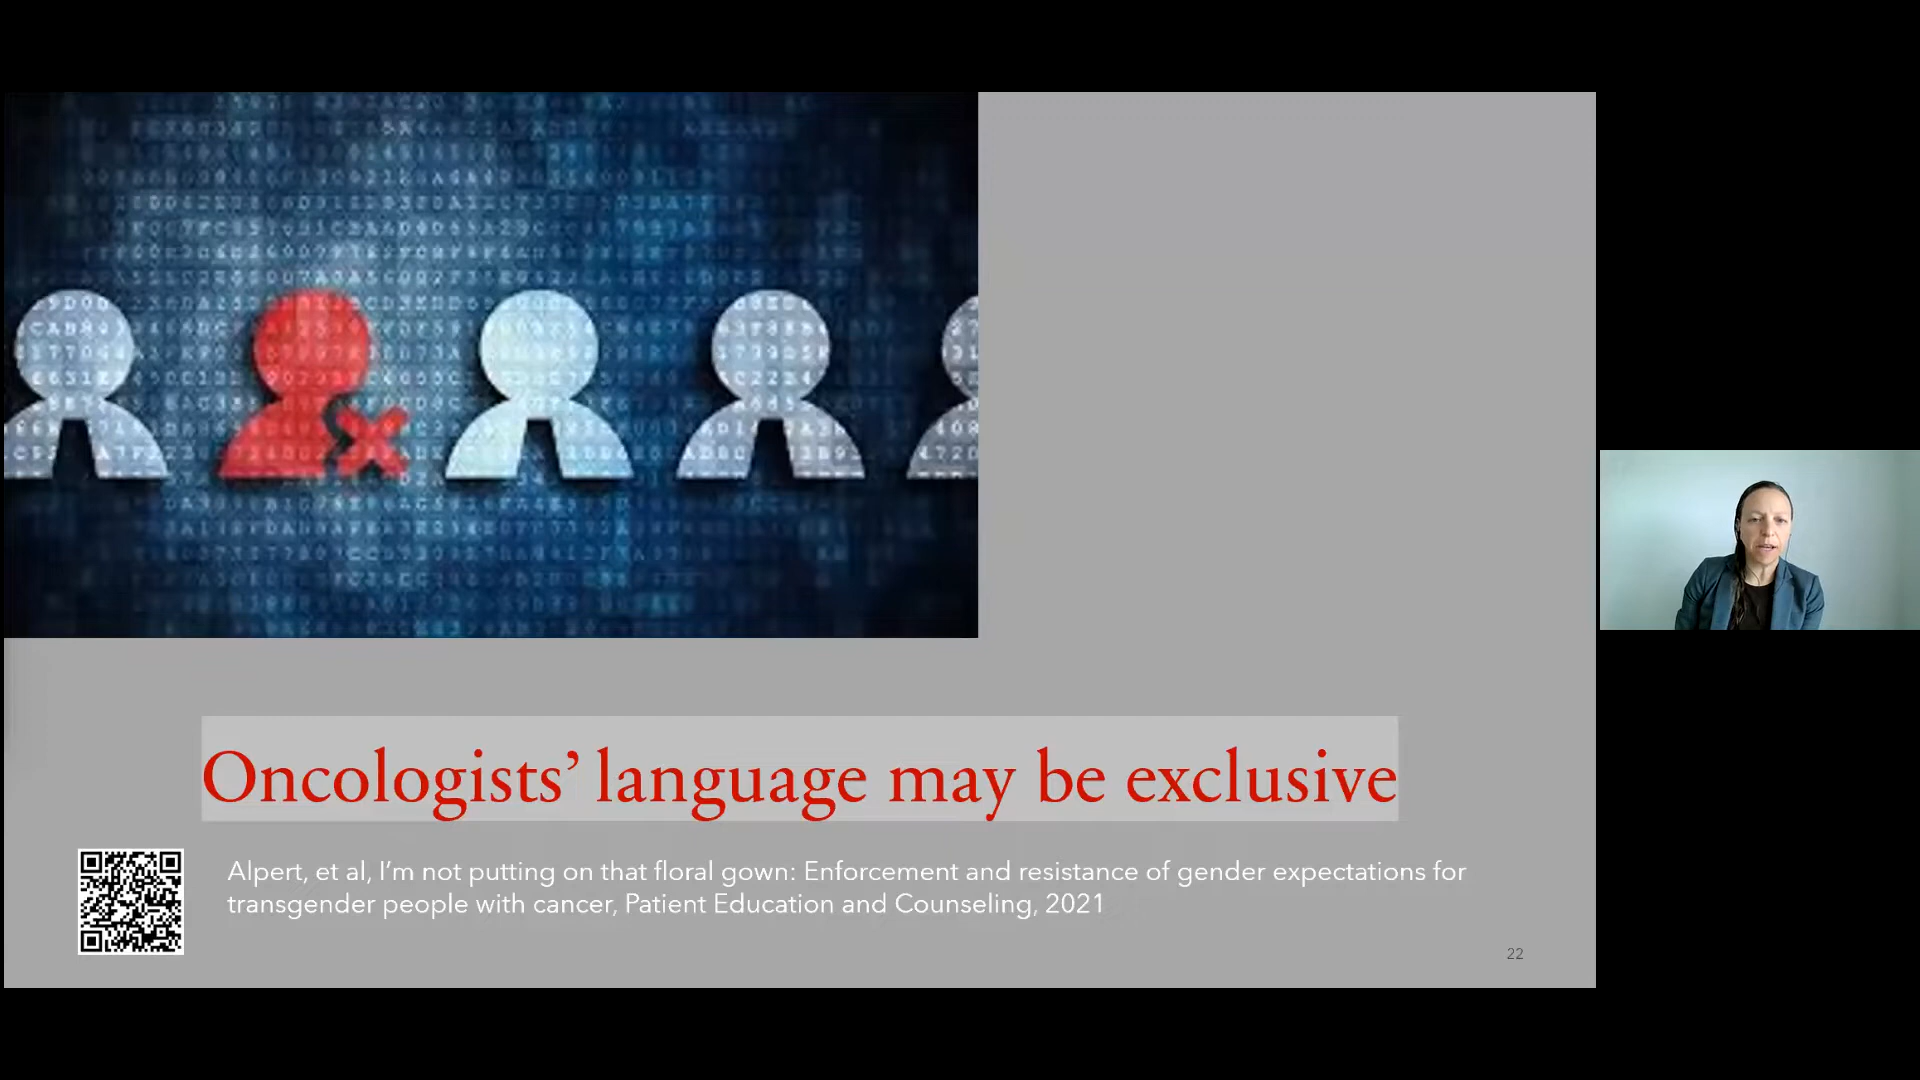 Oncologists’ language may be exclusive
Alpert, et al, I’m not putting on that floral gown: Enforcement and resistance of gender expectations for
transgender people with cancer, Patient Education and Counseling, 2021
22